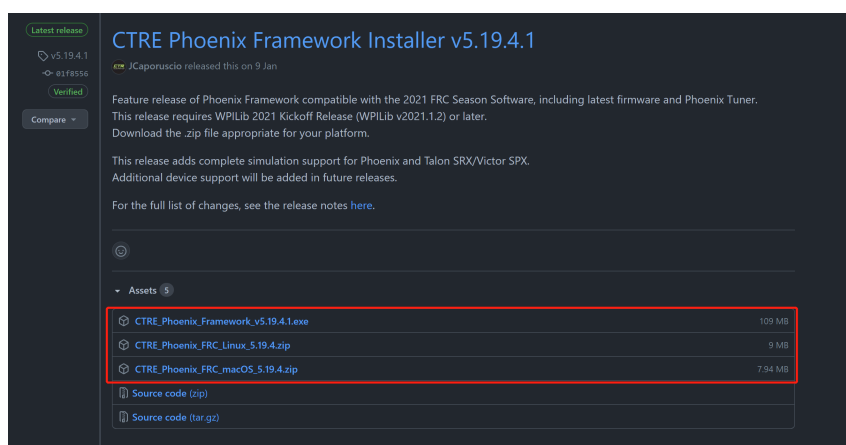 Latest release
v5.19.4.1
01f8556
Verified
Compare
CTRE Phoenix Framework Installer v5.19.4.1
JCaporuscio released this on 9 Jan
Feature release of Phoenix Framework compatible with the 2021 FRC Season Software, including latest firmware and Phoenix Tuner.
This release requires WPILib 2021 Kickoff Release (WPILib v2021.1.2) or later.
Download the .zip file appropriate for your platform.
This release adds complete simulation support for Phoenix and Talon SRX/Victor SPX.
Additional device support will be added in future releases.
For the full list of changes, see the release notes here.
Assets 5
CTRE_Phoenix_Framework_v5.19.4.1.exe 109 MB
CTRE_Phoenix_FRC_Linux_5.19.4.zip 9 MB
CTRE_Phoenix_FRC_macOS_5.19.4.zip 7.94 MB
Source code (zip)
Source code (tar.gz)